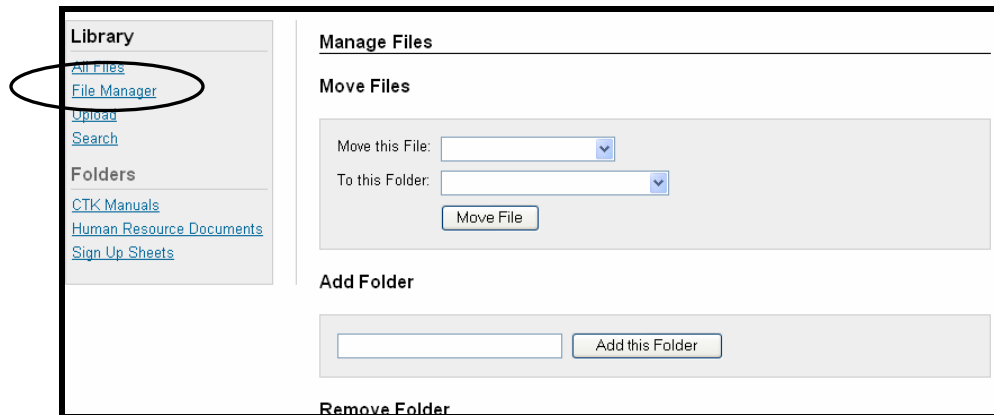 Library
All Files
File Manager
Upload
Search
Folders
CTK Manuals
Human Resource Documents
Sign Up Sheets
Manage Files
Move Files
Move this File:
To this Folder:
Move File
Add Folder
Add this Folder
Remove Folder